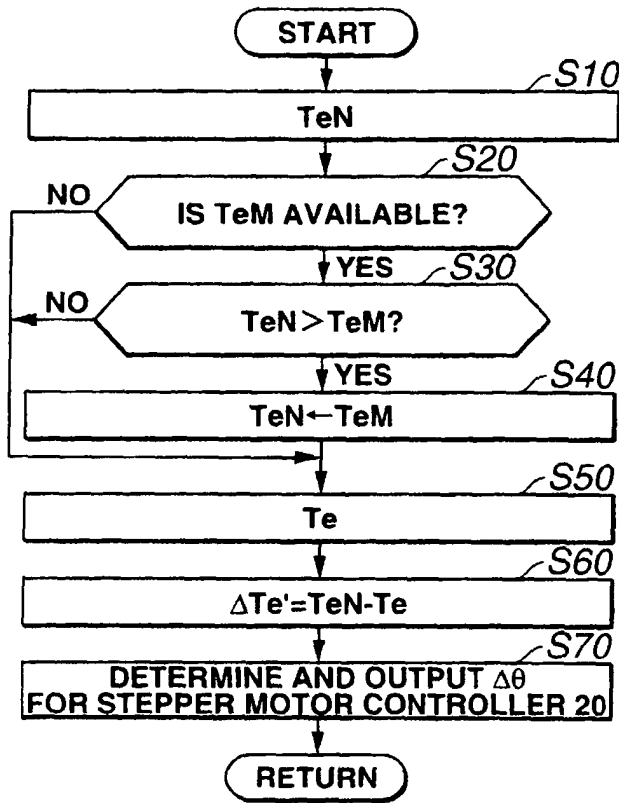 START
S10
TeN
S20
NO
IS TeM AVAILABLE?
YES
S30
NO
TeN>TeM?
YES
S40
TeN←TeM
S50
Te
S60
ΔTe'=TeN-Te
S70
DETERMINE AND OUTPUT Δθ
FOR STEPPER MOTOR CONTROLLER 20
RETURN